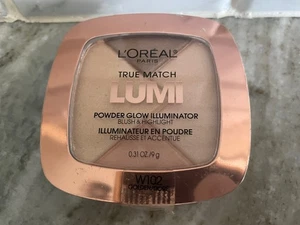 L'ORÉAL
PARIS
TRUE MATCH
LUMI
POWDER GLOW ILLUMINATOR
BLUSH & HIGHLIGHT
ILLUMINATEUR EN POUDRE
REHAUSSE ET ACCENTUE
0.31 OZ/9 g
W102